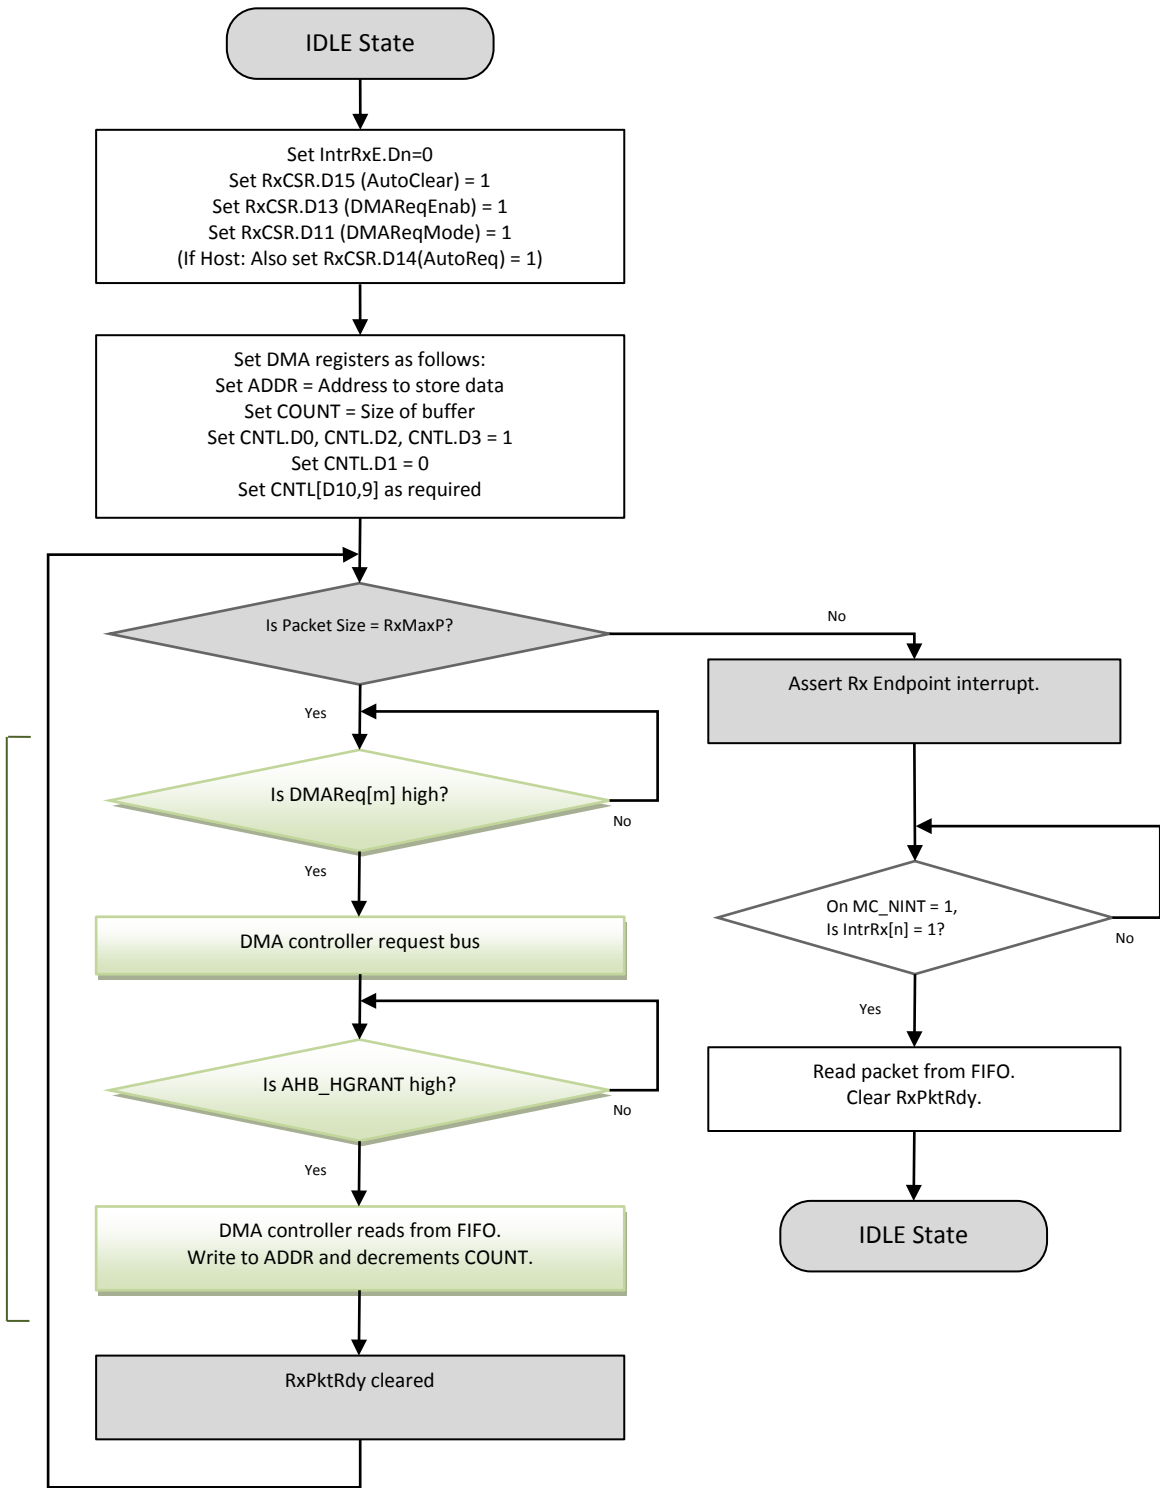 IDLE State
Set IntrRxE.Dn=0
Set RxCSR.D15 (AutoClear) = 1
Set RxCSR.D13 (DMAReqEnab) = 1
Set RxCSR.D11 (DMAReqMode) = 1
(If Host: Also set RxCSR.D14(AutoReq) = 1)
Set DMA registers as follows:
Set ADDR = Address to store data
Set COUNT = Size of buffer
Set CNTL.D0, CNTL.D2, CNTL.D3 = 1
Set CNTL.D1 = 0
Set CNTL[D10,9] as required
Is Packet Size = RxMaxP?
No
Yes
Is DMAReq[m] high?
No
Yes
DMA controller request bus
Is AHB_HGRANT high?
No
Yes
DMA controller reads from FIFO.
Write to ADDR and decrements COUNT.
RxPktRdy cleared
Assert Rx Endpoint interrupt.
On MC_NINT = 1,
Is IntrRx[n] = 1?
No
Yes
Read packet from FIFO.
Clear RxPktRdy.
IDLE State